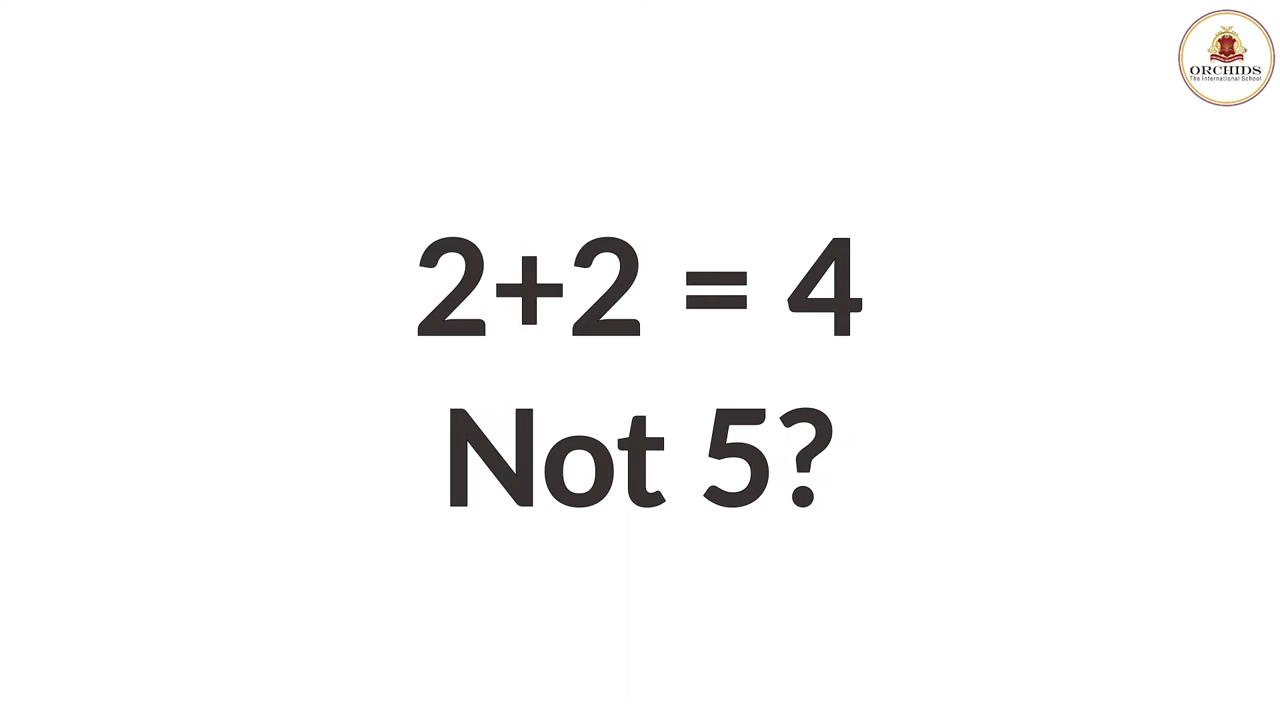 ORCHIDS
The International School
2+2 = 4
Not 5?